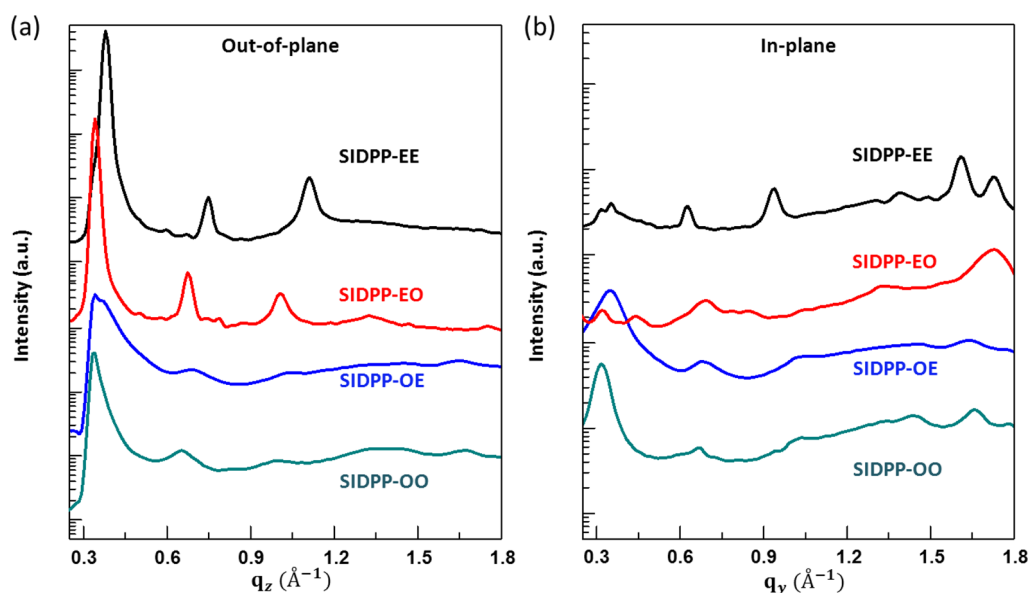 (a)
Out-of-plane
Intensity (a.u.)
SIDPP-EE
SIDPP-EO
SIDPP-OE
SIDPP-OO
0.3 0.6 0.9 1.2 1.5 1.8
q_z (Å⁻¹)
(b)
In-plane
Intensity (a.u.)
SIDPP-EE
SIDPP-EO
SIDPP-OE
SIDPP-OO
0.3 0.6 0.9 1.2 1.5 1.8
q_y (Å⁻¹)